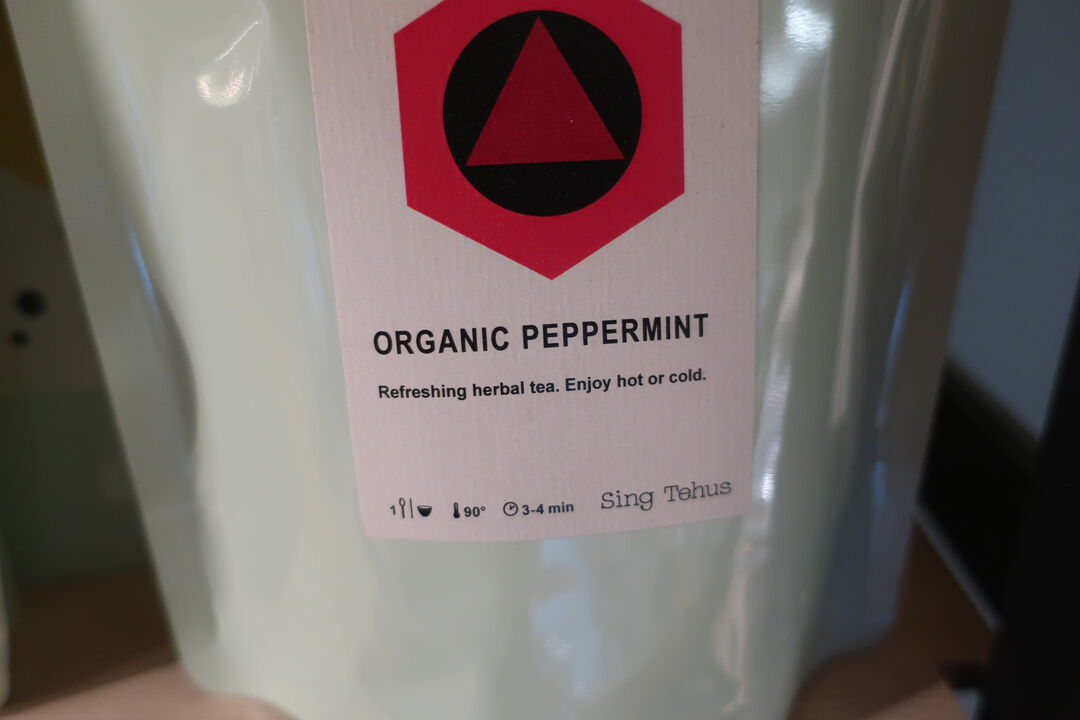 ORGANIC PEPPERMINT
Refreshing herbal tea. Enjoy hot or cold.
1 90° 3-4 min Sing Tehus